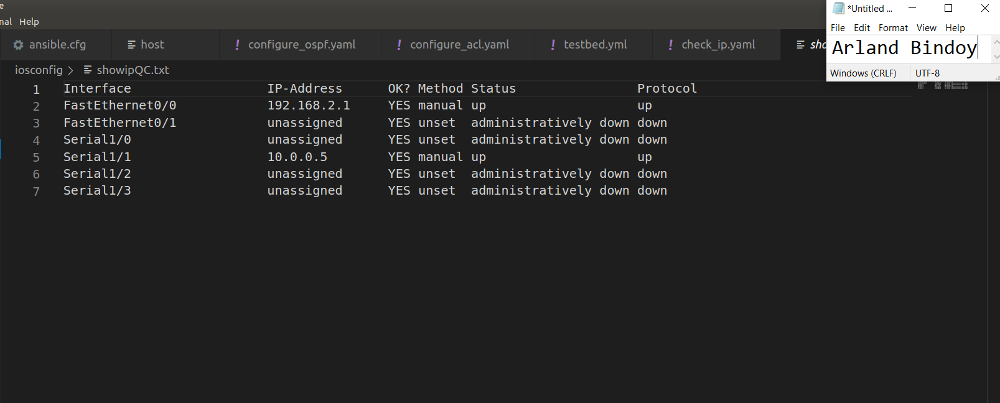 e
nal Help
ansible.cfg host configure_ospf.yaml configure_acl.yaml testbed.yml check_ip.yaml sho
iosconfig > showipQC.txt
1 Interface IP-Address OK? Method Status Protocol
2 FastEthernet0/0 192.168.2.1 YES manual up up
3 FastEthernet0/1 unassigned YES unset administratively down down
4 Serial1/0 unassigned YES unset administratively down down
5 Serial1/1 10.0.0.5 YES manual up up
6 Serial1/2 unassigned YES unset administratively down down
7 Serial1/3 unassigned YES unset administratively down down
*Untitled ...
File Edit Format View Help
Arland Bindoy
Windows (CRLF) UTF-8